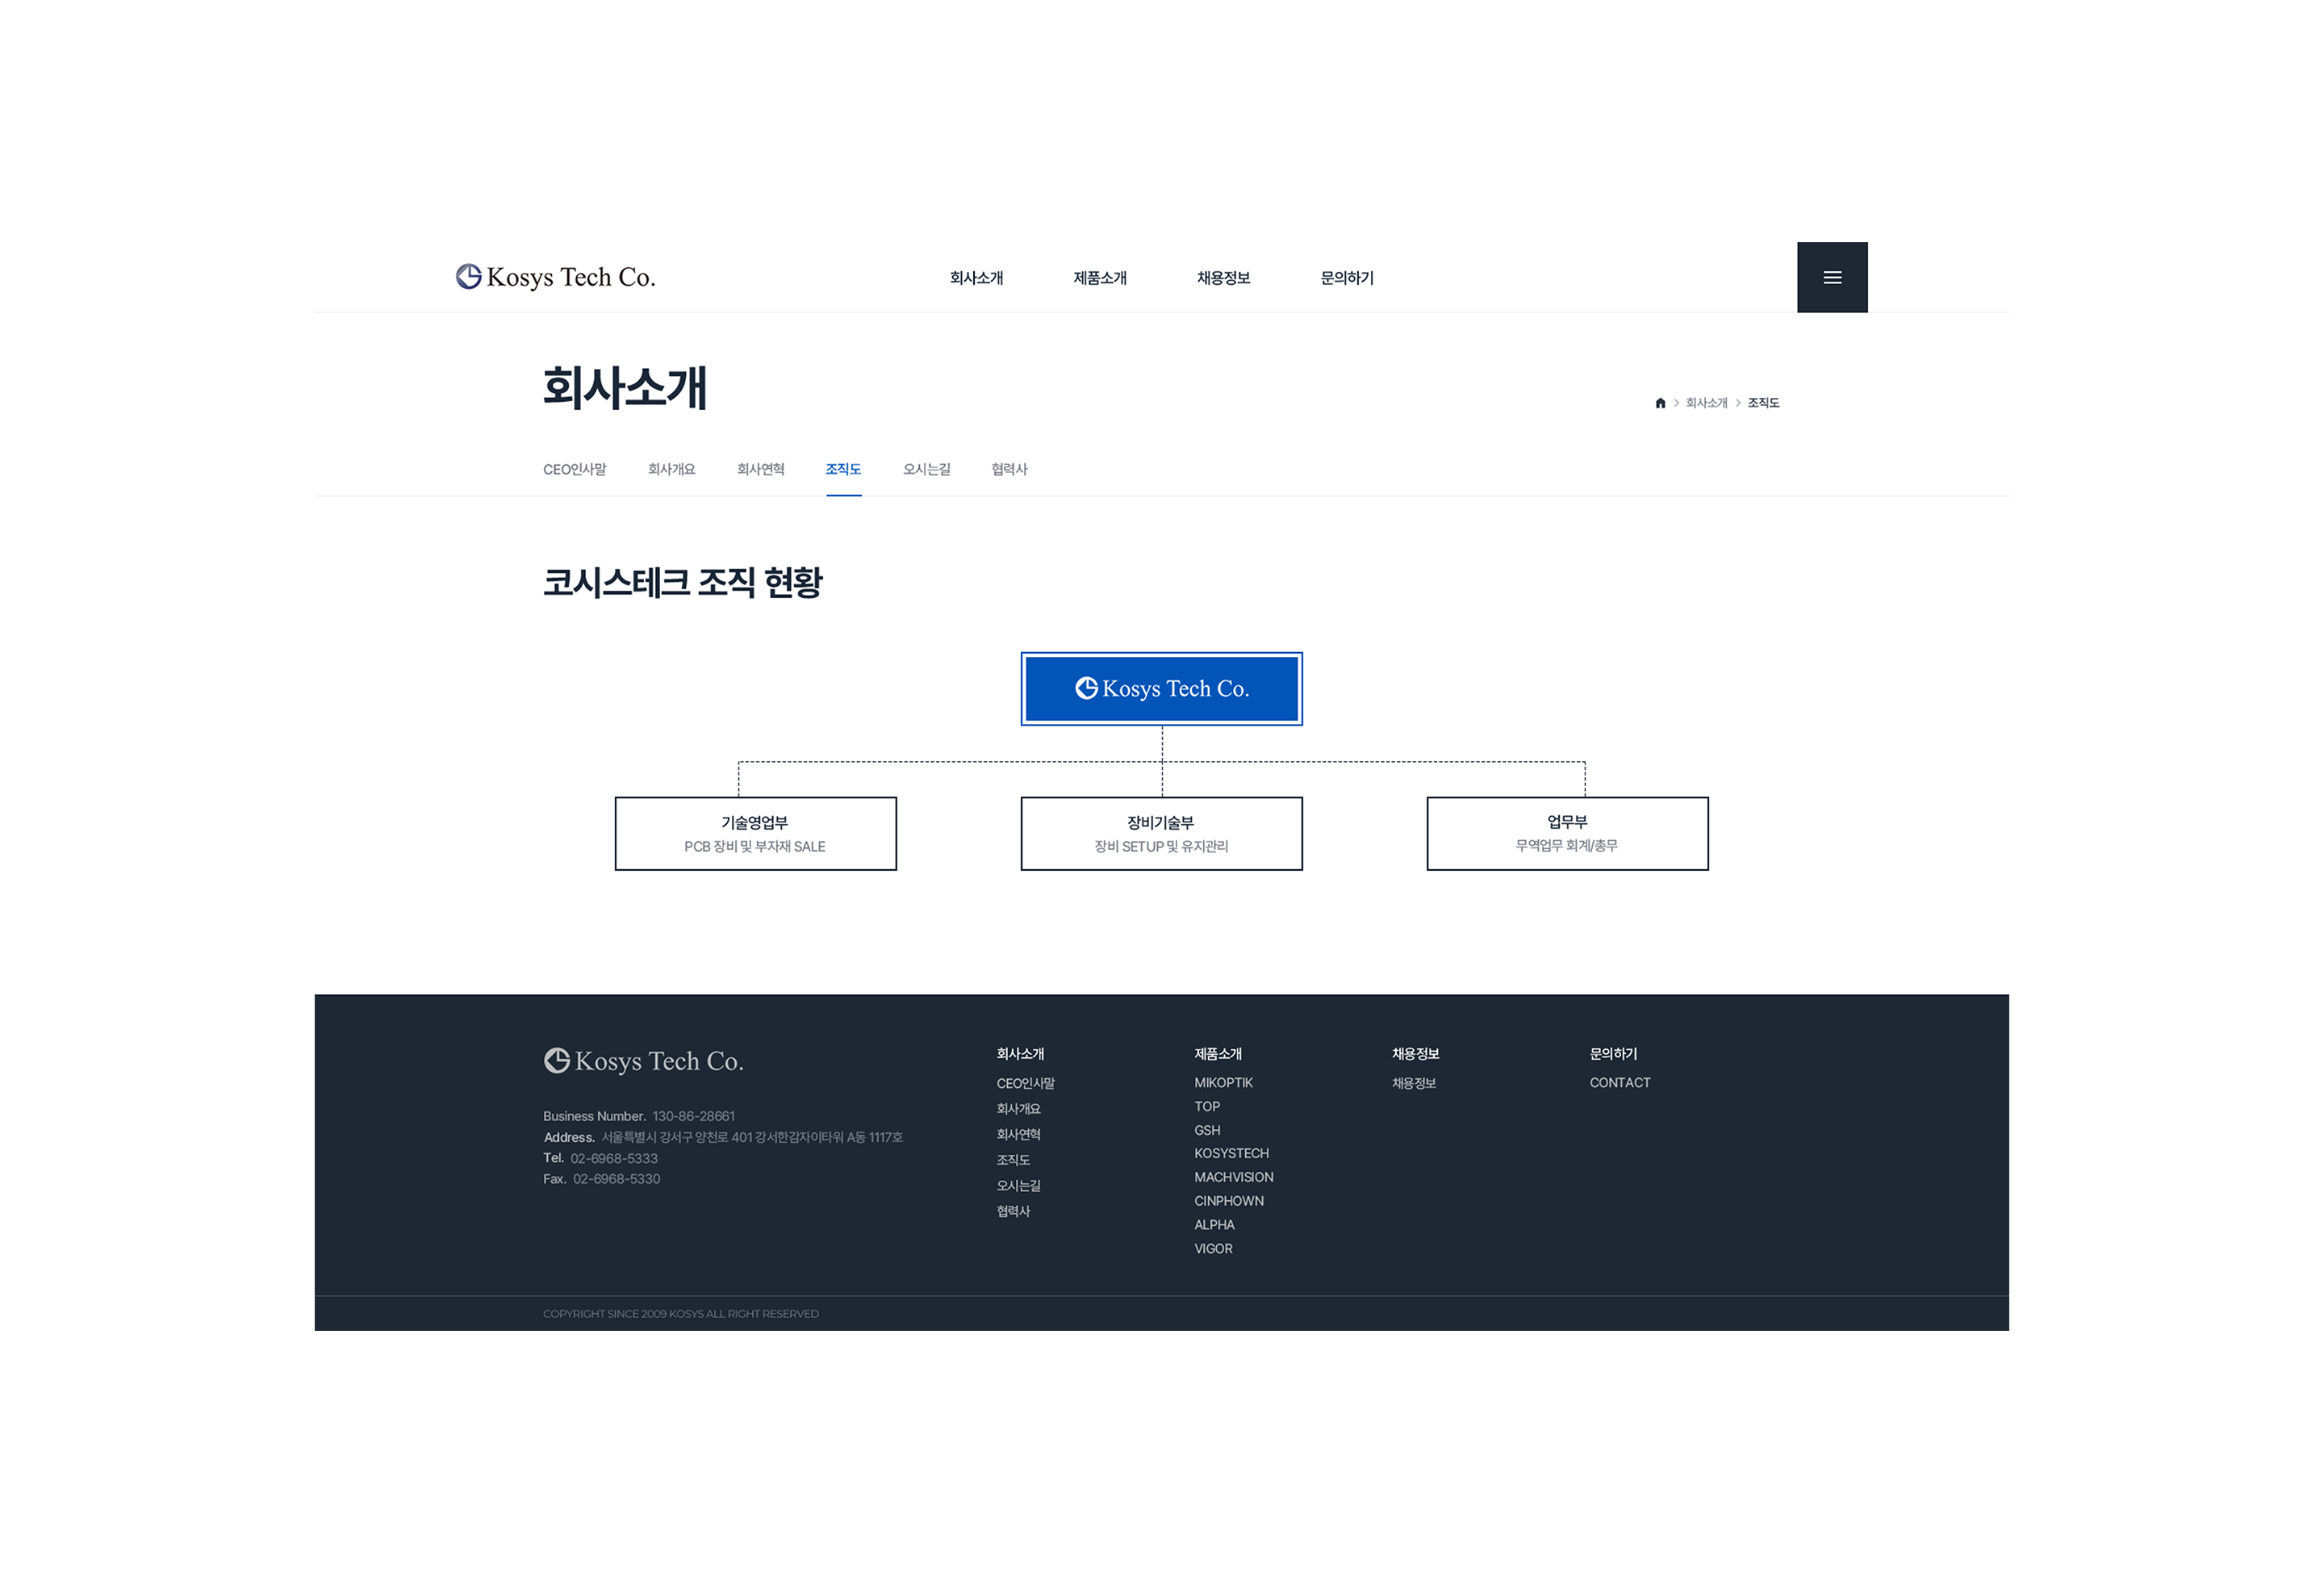 Kosys Tech Co.
회사소개 제품소개 채용정보 문의하기
회사소개
회사소개 조직도
CEO인사말 회사개요 회사연혁 조직도 오시는길 협력사
코시스테크 조직 현황
Kosys Tech Co.
기술영업부
PCB 장비 및 부자재 SALE
장비기술부
장비 SETUP 및 유지관리
업무부
무역업무 회계/총무
Kosys Tech Co.
Business Number. 130-86-28661
Address. 서울특별시 강서구 양천로 401 강서한강자이타워 A동 1117호
Tel. 02-6968-5333
Fax. 02-6968-5330
회사소개
CEO인사말
회사개요
회사연혁
조직도
오시는길
협력사
제품소개
MIKOPTIK
TOP
GSH
KOSYSTECH
MACHVISION
CINPHOWN
ALPHA
VIGOR
채용정보
채용정보
문의하기
CONTACT
COPYRIGHT SINCE 2009 KOSYS ALL RIGHT RESERVED